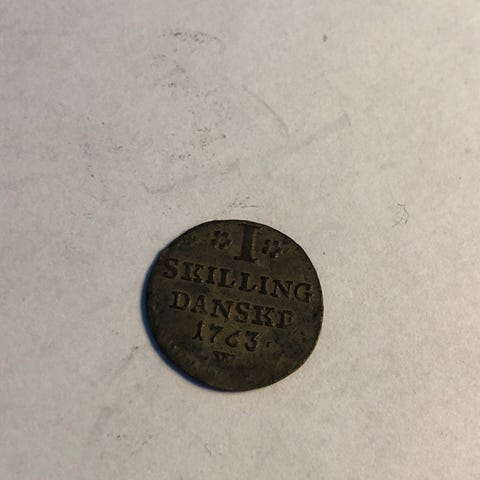 I
SKILLING
DANSKE
1763.
W